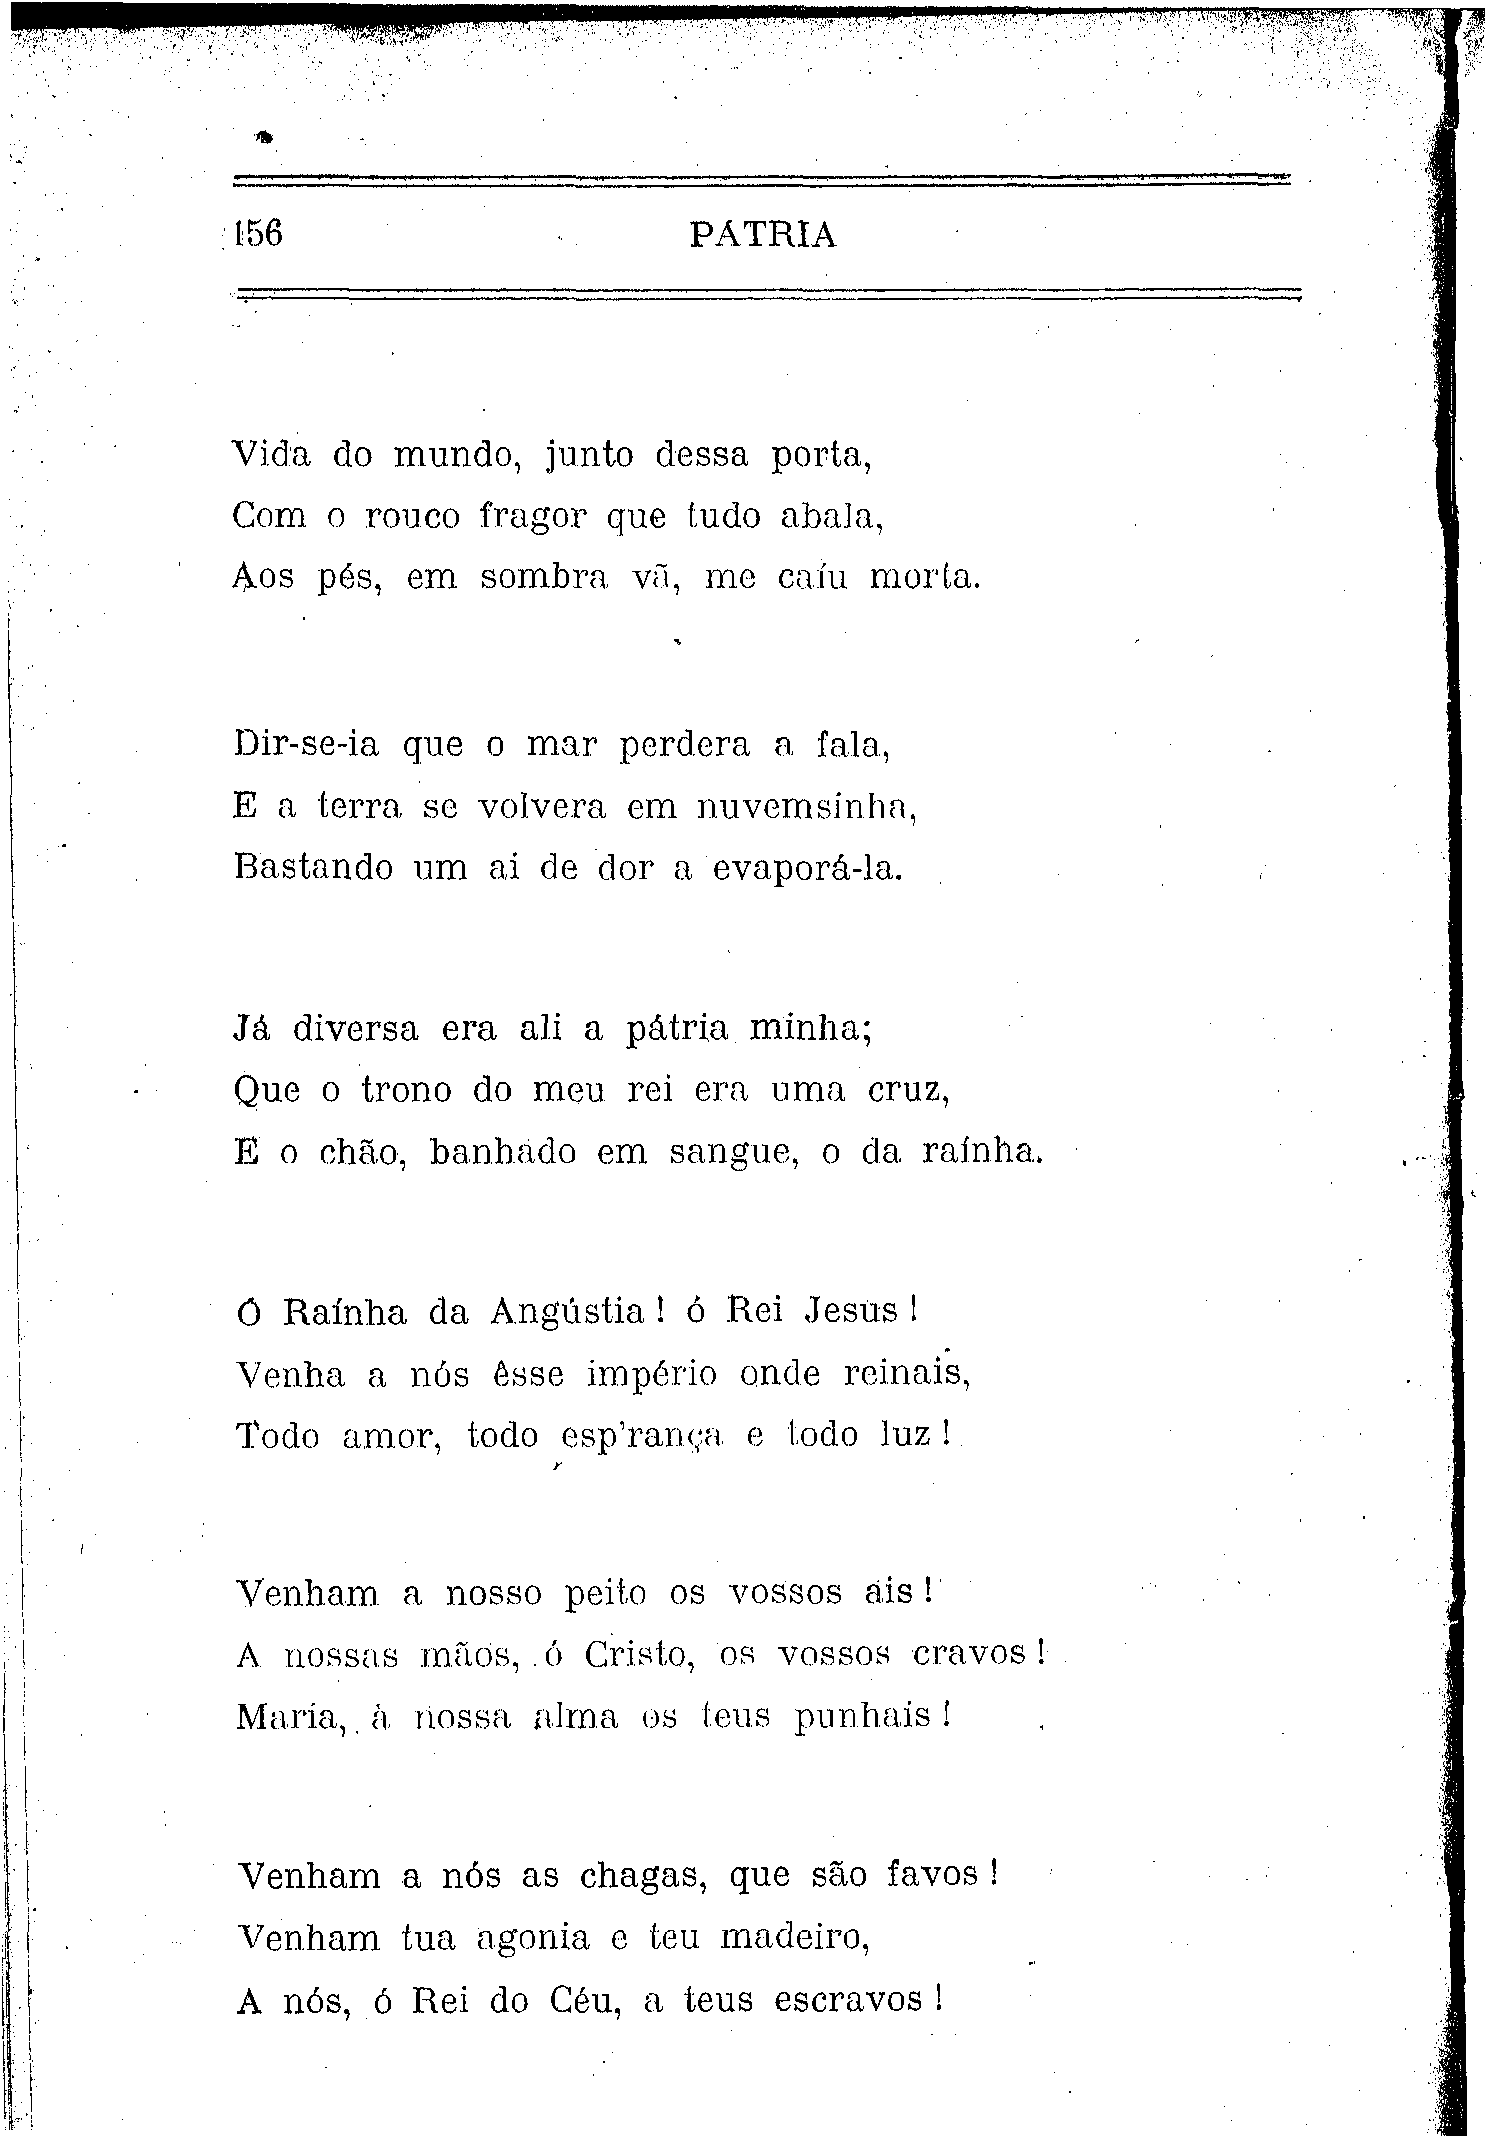 156 PÁTRIA
Vida do mundo, junto dessa porta,
Com o rouco fragor que tudo abala,
Aos pés, em sombra vã, me caíu morta.
Dir-se-ia que o mar perdera a fala,
E a terra se volvera em nuvemsinha,
Bastando um ai de dor a evaporá-la.
Já diversa era ali a pátria minha;
Que o trono do meu rei era uma cruz,
E o chão, banhado em sangue, o da raínha.
Ó Raínha da Angústia! ó Rei Jesus!
Venha a nós êsse império onde reinais,
Todo amor, todo esp'rança e todo luz!
Venham a nosso peito os vossos ais!
A nossas mãos, ó Cristo, os vossos cravos!
Maria, à nossa alma os teus punhais!
Venham a nós as chagas, que são favos!
Venham tua agonia e teu madeiro,
A nós, ó Rei do Céu, a teus escravos!